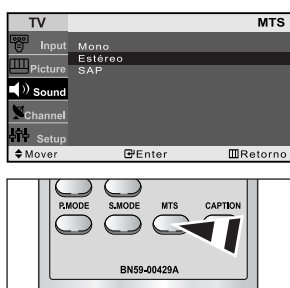 TV MTS
Input Mono
Estéreo
Picture SAP
Sound
Channel
Setup
Mover Enter Retorno
P.MODE S.MODE MTS CAPTION
BN59-00429A